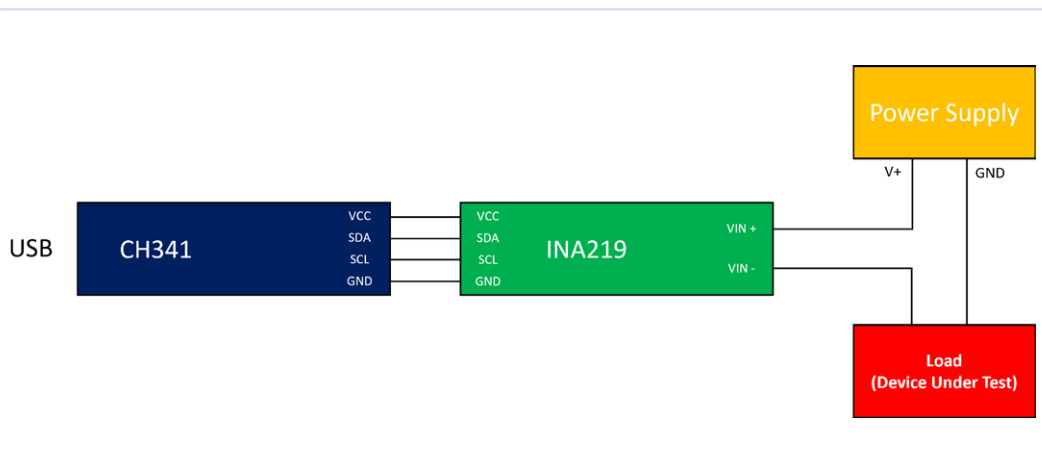 Power Supply
V+
GND
USB
CH341
VCC
SDA
SCL
GND
VCC
SDA
SCL
GND
INA219
VIN +
VIN -
Load
(Device Under Test)